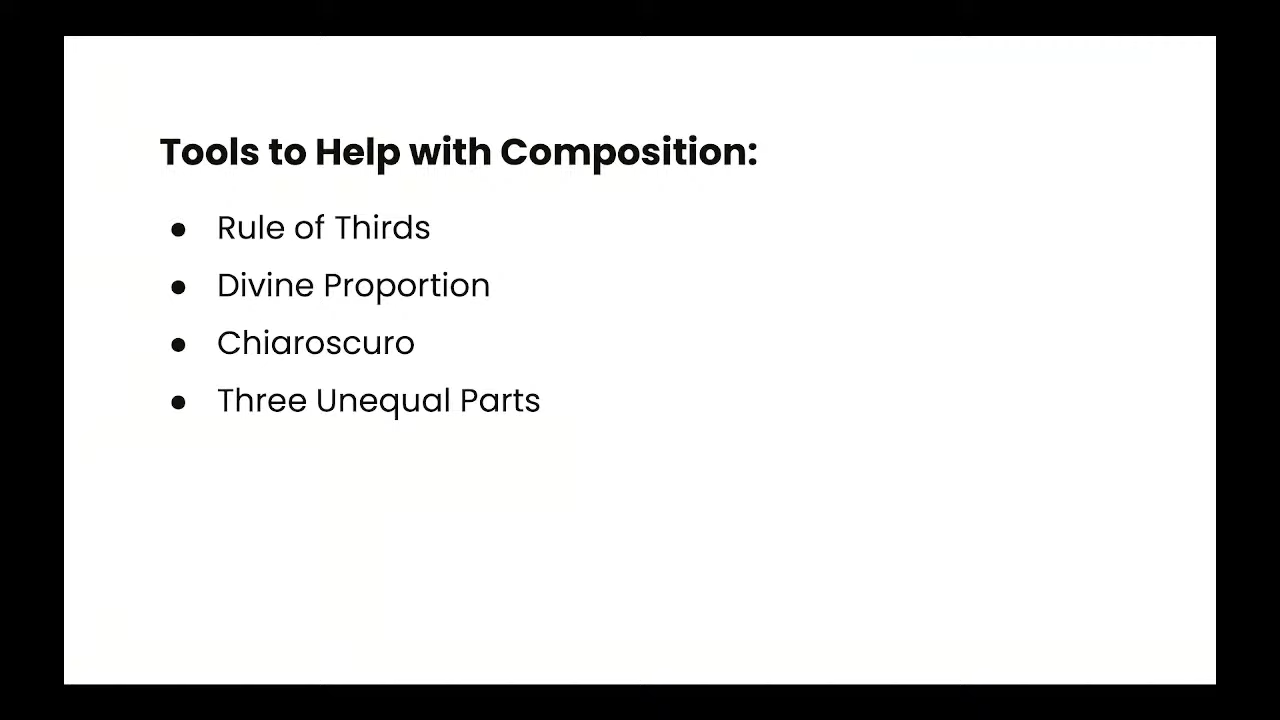 Tools to Help with Composition:
● Rule of Thirds
● Divine Proportion
● Chiaroscuro
● Three Unequal Parts